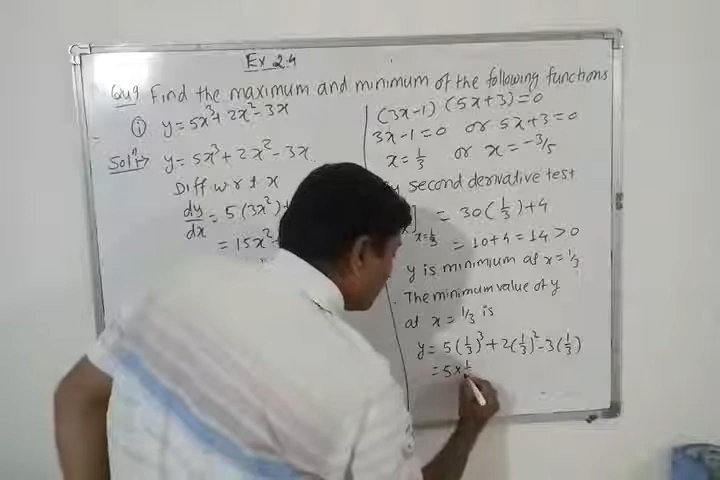 Ex 2.4
Qu9 Find the maximum and minimum of the following functions
(i) y = 5x³ + 2x² - 3x
Solⁿ→ y = 5x³ + 2x² - 3x
Diff w r t x
dy/dx = 5(3x²)
= 15x²
(3x-1) (5x+3) = 0
3x-1 = 0 or 5x+3 = 0
x = 1/3 or x = -3/5
second derivative test
]x=1/3 = 30(1/3) + 4
= 10+4 = 14 > 0
y is minimium at x = 1/3
The minimum value of y
at x = 1/3 is
y = 5(1/3)³ + 2(1/3)² - 3(1/3)
= 5 × 1/